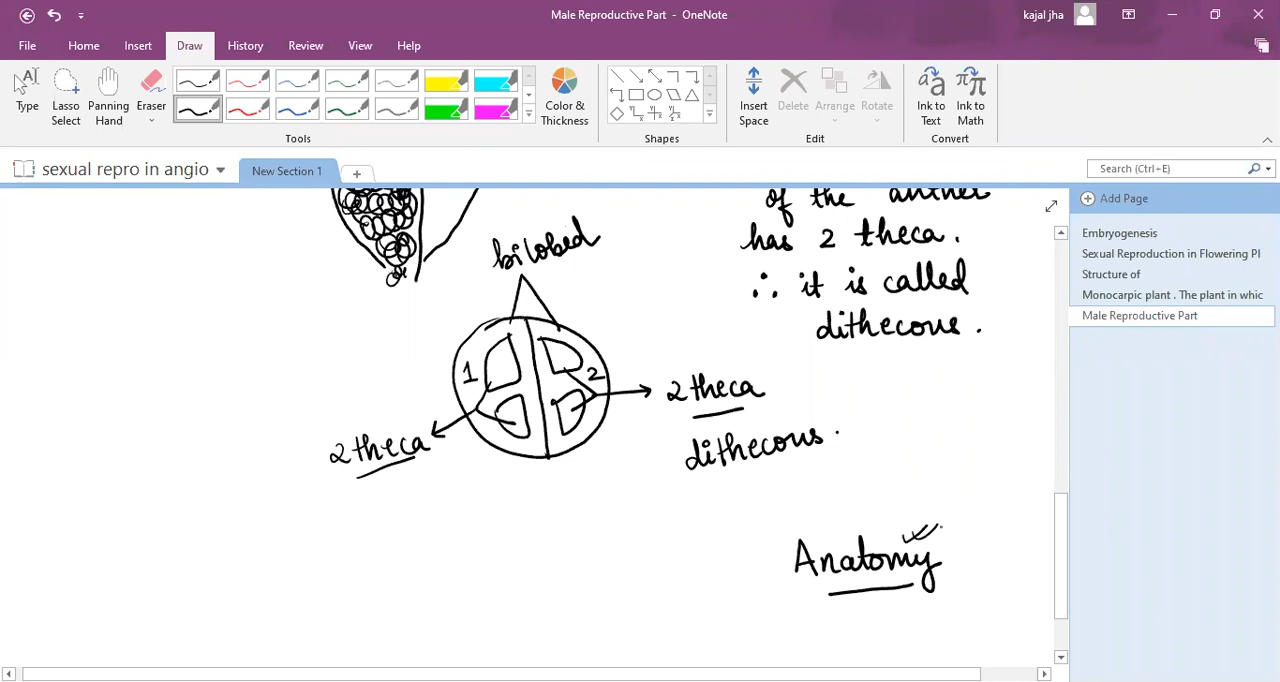 Male Reproductive Part - OneNote
kajal jha
File Home Insert Draw History Review View Help
Type
Lasso Select
Panning Hand
Eraser
Color & Thickness
Insert Space
Delete
Arrange
Rotate
Ink to Text
Ink to Math
Tools
Shapes
Edit
Convert
sexual repro in angio
New Section 1
Search (Ctrl+E)
Add Page
Embryogenesis
Sexual Reproduction in Flowering Pl
Structure of
Monocarpic plant . The plant in whic
Male Reproductive Part
of the anther
has 2 theca.
∴ it is called
dithecous.
bilobed
1
2
2 theca
2 theca
dithecous.
Anatomy